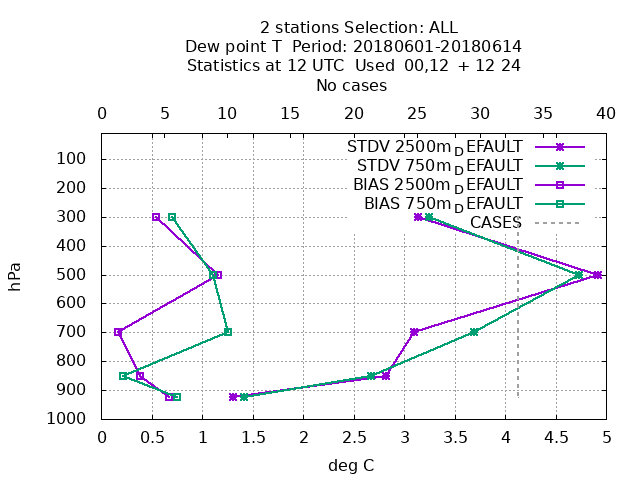 2 stations Selection: ALL
Dew point T  Period: 20180601-20180614
Statistics at 12 UTC  Used  00,12  + 12 24
No cases
0 5 10 15 20 25 30 35 40
STDV 2500m_DEFAULT
STDV 750m_DEFAULT
BIAS 2500m_DEFAULT
BIAS 750m_DEFAULT
CASES
100
200
300
400
500
600
700
800
900
1000
hPa
0 0.5 1 1.5 2 2.5 3 3.5 4 4.5 5
deg C